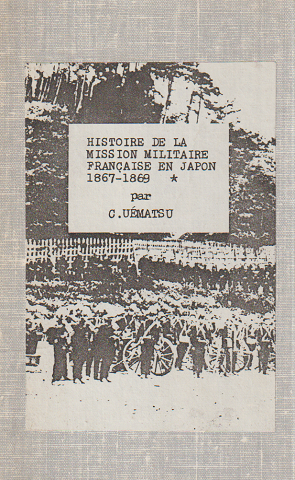 HISTOIRE DE LA
MISSION MILITAIRE
FRANÇAISE EN JAPON
1867-1869 *
par
C.UÉMATSU